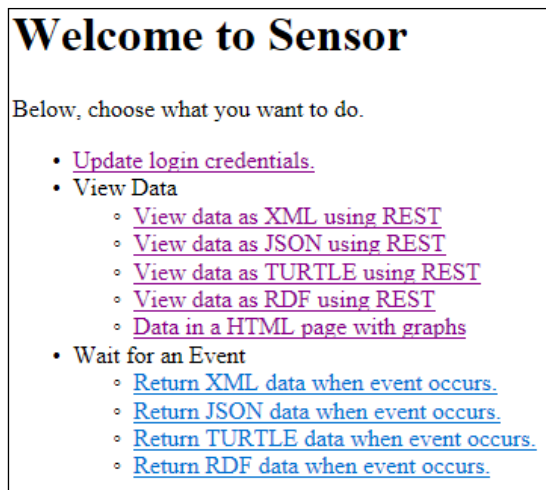 Welcome to Sensor
Below, choose what you want to do.
• Update login credentials.
• View Data
◦ View data as XML using REST
◦ View data as JSON using REST
◦ View data as TURTLE using REST
◦ View data as RDF using REST
◦ Data in a HTML page with graphs
• Wait for an Event
◦ Return XML data when event occurs.
◦ Return JSON data when event occurs.
◦ Return TURTLE data when event occurs.
◦ Return RDF data when event occurs.